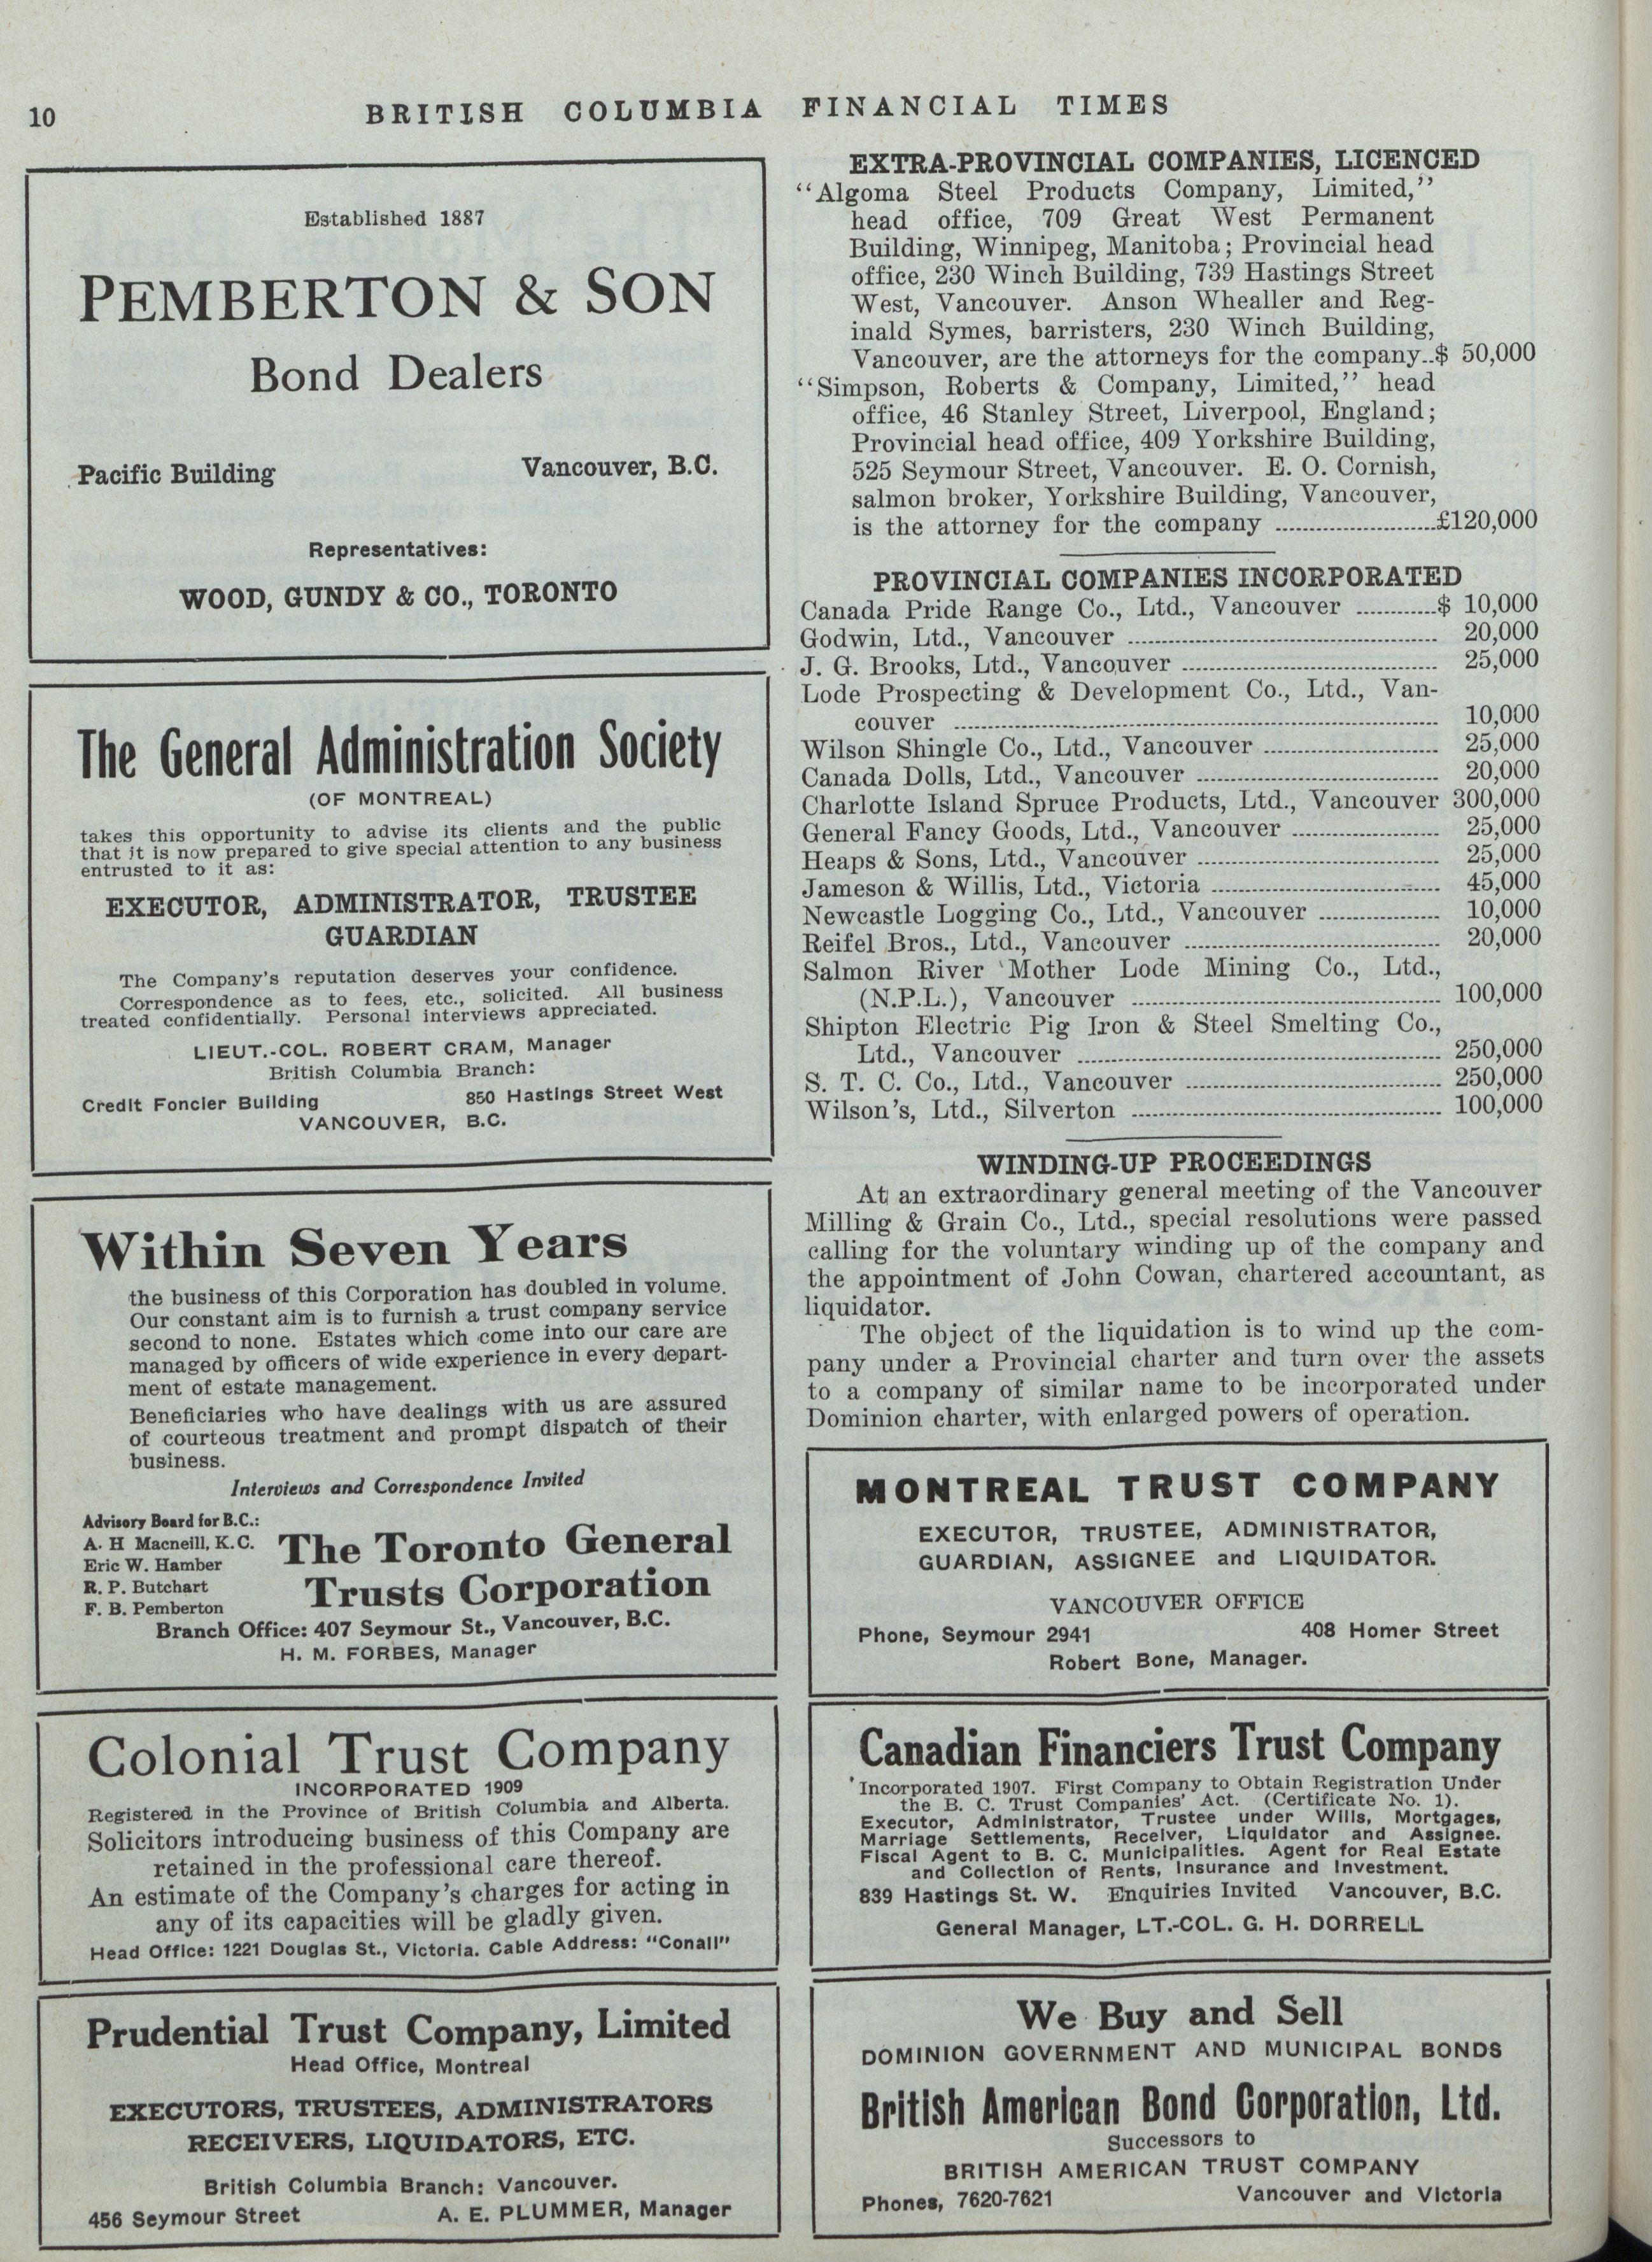 10
BRITISH COLUMBIA FINANCIAL TIMES
Established 1887
PEMBERTON & SON
Bond Dealers
Pacific Building Vancouver, B.C.
Representatives:
WOOD, GUNDY & CO., TORONTO
The General Administration Society
(OF MONTREAL)
takes this opportunity to advise its clients and the public
that it is now prepared to give special attention to any business
entrusted to it as:
EXECUTOR, ADMINISTRATOR, TRUSTEE
GUARDIAN
The Company's reputation deserves your confidence.
Correspondence as to fees, etc., solicited. All business
treated confidentially. Personal interviews appreciated.
LIEUT.-COL. ROBERT CRAM, Manager
British Columbia Branch:
Credit Foncier Building 850 Hastings Street West
VANCOUVER, B.C.
Within Seven Years
the business of this Corporation has doubled in volume.
Our constant aim is to furnish a trust company service
second to none. Estates which come into our care are
managed by officers of wide experience in every depart-
ment of estate management.
Beneficiaries who have dealings with us are assured
of courteous treatment and prompt dispatch of their
business.
Interviews and Correspondence Invited
Advisory Board for B.C.:
A. H Macneill, K.C.
Eric W. Hamber
R. P. Butchart
F. B. Pemberton
The Toronto General
Trusts Corporation
Branch Office: 407 Seymour St., Vancouver, B.C.
H. M. FORBES, Manager
Colonial Trust Company
INCORPORATED 1909
Registered in the Province of British Columbia and Alberta.
Solicitors introducing business of this Company are
retained in the professional care thereof.
An estimate of the Company's charges for acting in
any of its capacities will be gladly given.
Head Office: 1221 Douglas St., Victoria. Cable Address: "Conall"
Prudential Trust Company, Limited
Head Office, Montreal
EXECUTORS, TRUSTEES, ADMINISTRATORS
RECEIVERS, LIQUIDATORS, ETC.
British Columbia Branch: Vancouver.
456 Seymour Street A. E. PLUMMER, Manager
EXTRA-PROVINCIAL COMPANIES, LICENCED
"Algoma Steel Products Company, Limited,"
head office, 709 Great West Permanent
Building, Winnipeg, Manitoba; Provincial head
office, 230 Winch Building, 739 Hastings Street
West, Vancouver. Anson Whealler and Reg-
inald Symes, barristers, 230 Winch Building,
Vancouver, are the attorneys for the company..$ 50,000
"Simpson, Roberts & Company, Limited," head
office, 46 Stanley Street, Liverpool, England;
Provincial head office, 409 Yorkshire Building,
525 Seymour Street, Vancouver. E. O. Cornish,
salmon broker, Yorkshire Building, Vancouver,
is the attorney for the company ........£120,000
PROVINCIAL COMPANIES INCORPORATED
Canada Pride Range Co., Ltd., Vancouver ........$ 10,000
Godwin, Ltd., Vancouver ........ 20,000
J. G. Brooks, Ltd., Vancouver ........ 25,000
Lode Prospecting & Development Co., Ltd., Van-
couver ........ 10,000
Wilson Shingle Co., Ltd., Vancouver ........ 25,000
Canada Dolls, Ltd., Vancouver ........ 20,000
Charlotte Island Spruce Products, Ltd., Vancouver 300,000
General Fancy Goods, Ltd., Vancouver ........ 25,000
Heaps & Sons, Ltd., Vancouver ........ 25,000
Jameson & Willis, Ltd., Victoria ........ 45,000
Newcastle Logging Co., Ltd., Vancouver ........ 10,000
Reifel Bros., Ltd., Vancouver ........ 20,000
Salmon River Mother Lode Mining Co., Ltd.,
(N.P.L.), Vancouver ........ 100,000
Shipton Electric Pig Iron & Steel Smelting Co.,
Ltd., Vancouver ........ 250,000
S. T. C. Co., Ltd., Vancouver ........ 250,000
Wilson's, Ltd., Silverton ........ 100,000
WINDING-UP PROCEEDINGS
At an extraordinary general meeting of the Vancouver
Milling & Grain Co., Ltd., special resolutions were passed
calling for the voluntary winding up of the company and
the appointment of John Cowan, chartered accountant, as
liquidator.
The object of the liquidation is to wind up the com-
pany under a Provincial charter and turn over the assets
to a company of similar name to be incorporated under
Dominion charter, with enlarged powers of operation.
MONTREAL TRUST COMPANY
EXECUTOR, TRUSTEE, ADMINISTRATOR,
GUARDIAN, ASSIGNEE and LIQUIDATOR.
VANCOUVER OFFICE
Phone, Seymour 2941 408 Homer Street
Robert Bone, Manager.
Canadian Financiers Trust Company
Incorporated 1907. First Company to Obtain Registration Under
the B. C. Trust Companies' Act. (Certificate No. 1).
Executor, Administrator, Trustee under Wills, Mortgages,
Marriage Settlements, Receiver, Liquidator and Assignee.
Fiscal Agent to B. C. Municipalities. Agent for Real Estate
and Collection of Rents, Insurance and Investment.
839 Hastings St. W. Enquiries Invited Vancouver, B.C.
General Manager, LT.-COL. G. H. DORRELL
We Buy and Sell
DOMINION GOVERNMENT AND MUNICIPAL BONDS
British American Bond Corporation, Ltd.
Successors to
BRITISH AMERICAN TRUST COMPANY
Phones, 7620-7621 Vancouver and Victoria